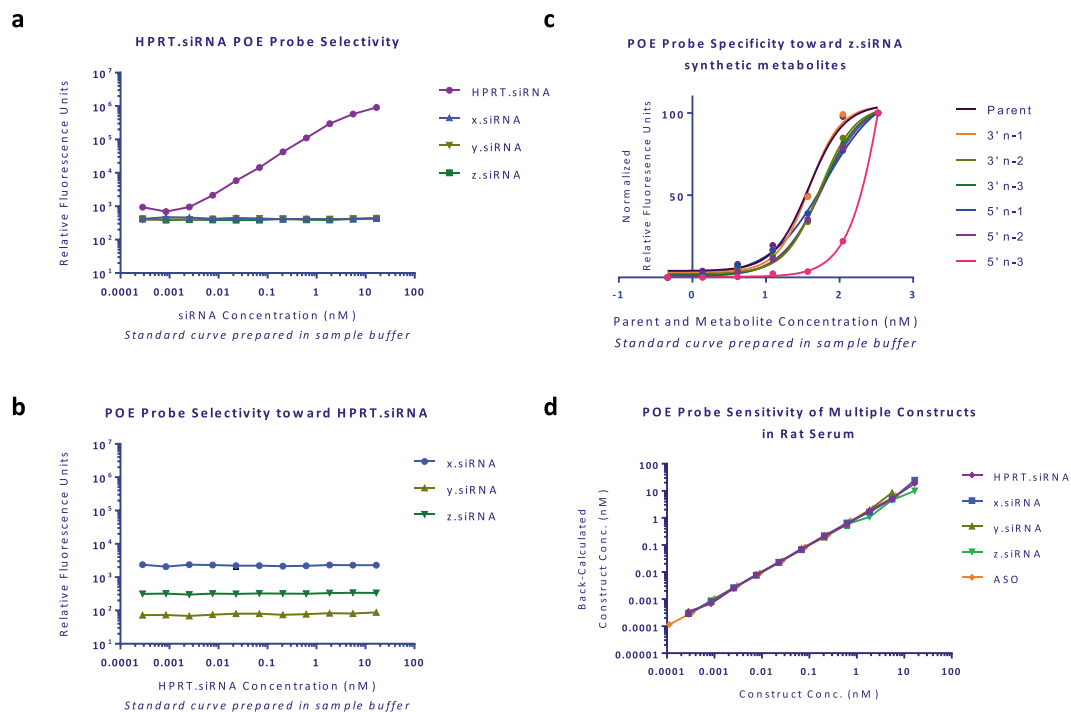 a
HPRT.siRNA POE Probe Selectivity
Relative Fluorescence Units
10^7
10^6
10^5
10^4
10^3
10^2
10^1
0.0001 0.001 0.01 0.1 1 10 100
siRNA Concentration (nM)
Standard curve prepared in sample buffer
HPRT.siRNA
x.siRNA
y.siRNA
z.siRNA
b
POE Probe Selectivity toward HPRT.siRNA
Relative Fluorescence Units
10^7
10^6
10^5
10^4
10^3
10^2
10^1
0.0001 0.001 0.01 0.1 1 10 100
HPRT.siRNA Concentration (nM)
Standard curve prepared in sample buffer
x.siRNA
y.siRNA
z.siRNA
c
POE Probe Specificity toward z.siRNA
synthetic metabolites
Normalized
Relative Fluorescence Units
100
50
-1 0 1 2 3
Parent and Metabolite Concentration (nM)
Standard curve prepared in sample buffer
Parent
3' n-1
3' n-2
3' n-3
5' n-1
5' n-2
5' n-3
d
POE Probe Sensitivity of Multiple Constructs
in Rat Serum
Back-Calculated
Construct Conc. (nM)
100
10
1
0.1
0.01
0.001
0.0001
0.00001
0.0001 0.001 0.01 0.1 1 10 100
Construct Conc. (nM)
HPRT.siRNA
x.siRNA
y.siRNA
z.siRNA
ASO